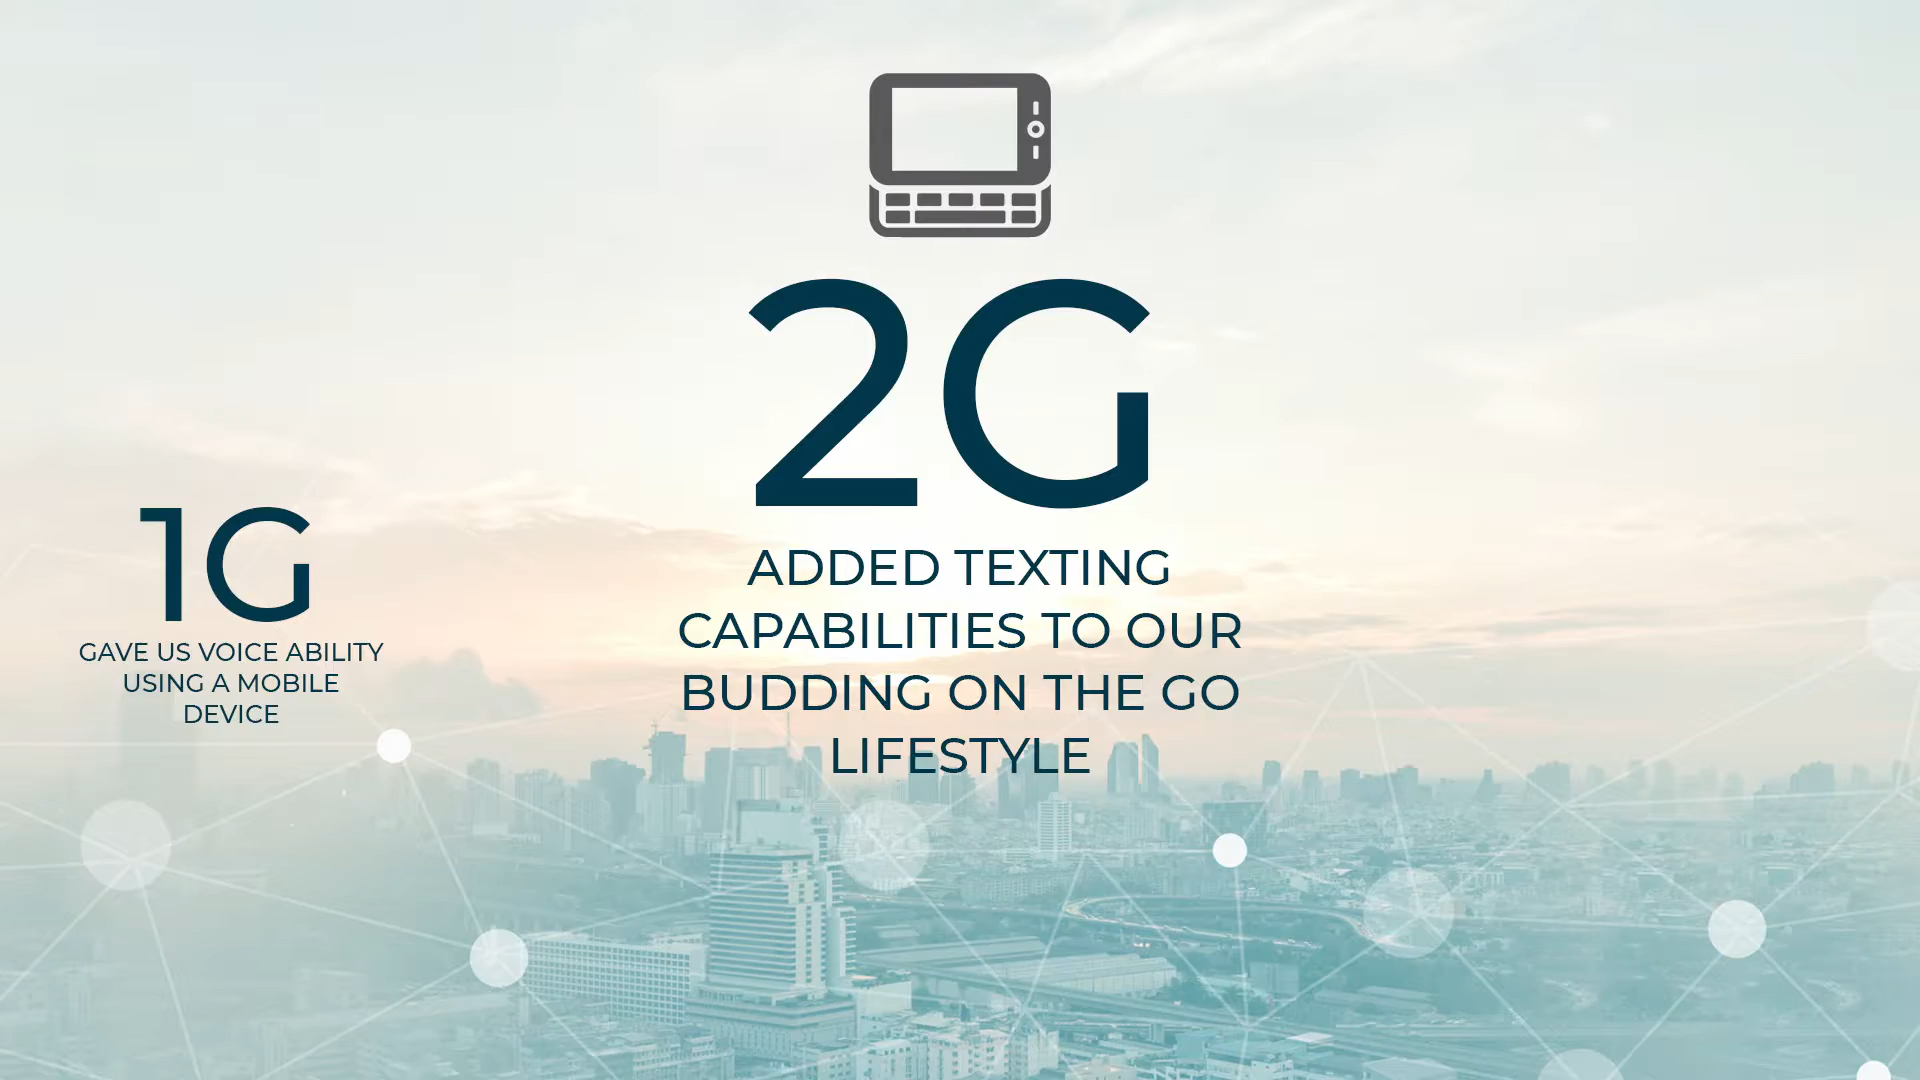 1G
GAVE US VOICE ABILITY
USING A MOBILE
DEVICE
2G
ADDED TEXTING
CAPABILITIES TO OUR
BUDDING ON THE GO
LIFESTYLE